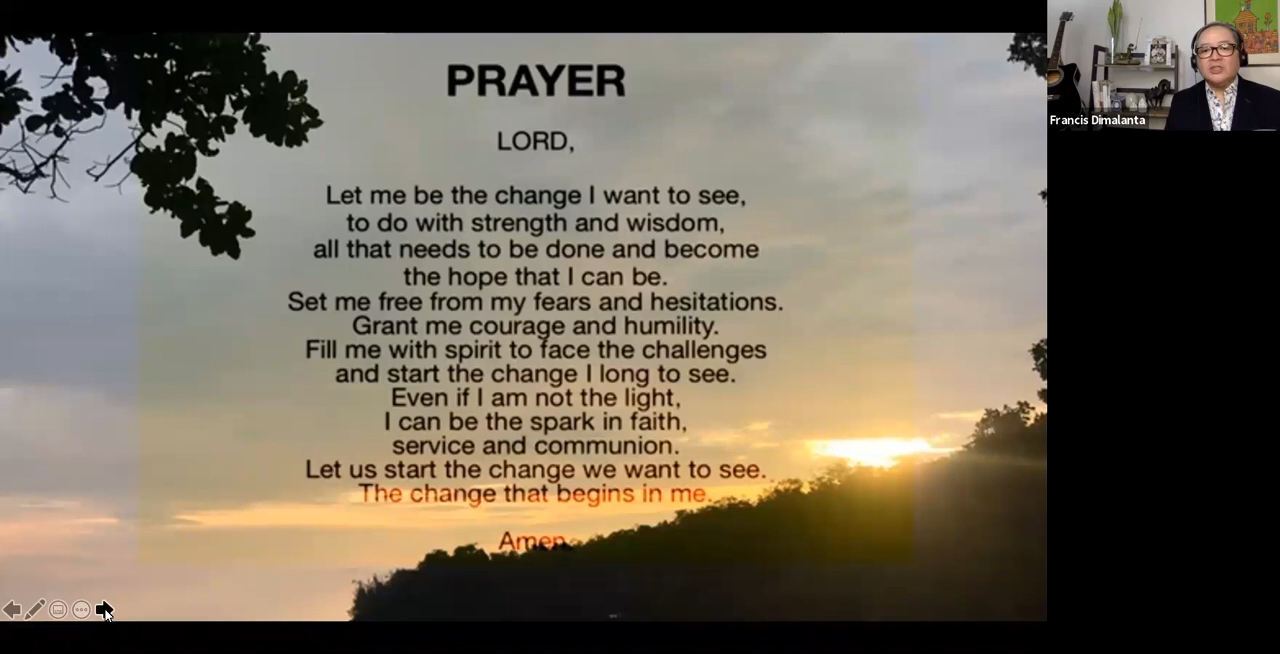 PRAYER
LORD,
Let me be the change I want to see,
to do with strength and wisdom,
all that needs to be done and become
the hope that I can be.
Set me free from my fears and hesitations.
Grant me courage and humility.
Fill me with spirit to face the challenges
and start the change I long to see.
Even if I am not the light,
I can be the spark in faith,
service and communion.
Let us start the change we want to see.
The change that begins in me.
Amen.
Francis Dimalanta